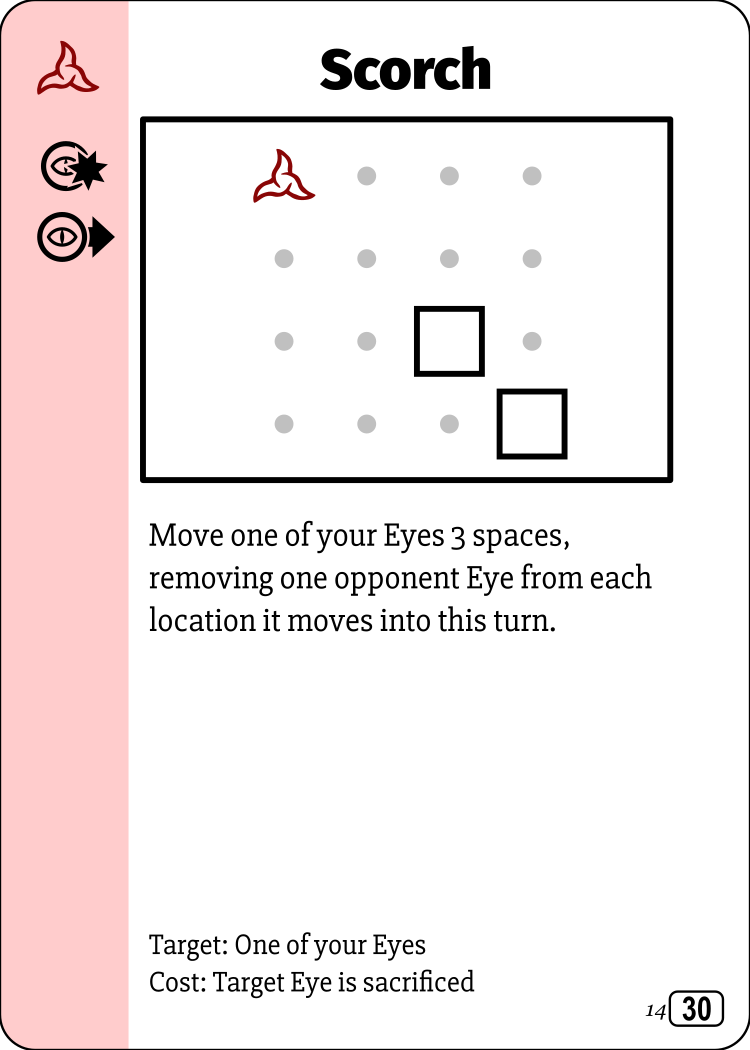 Scorch
Move one of your Eyes 3 spaces,
removing one opponent Eye from each
location it moves into this turn.
Target: One of your Eyes
Cost: Target Eye is sacrificed
14 30